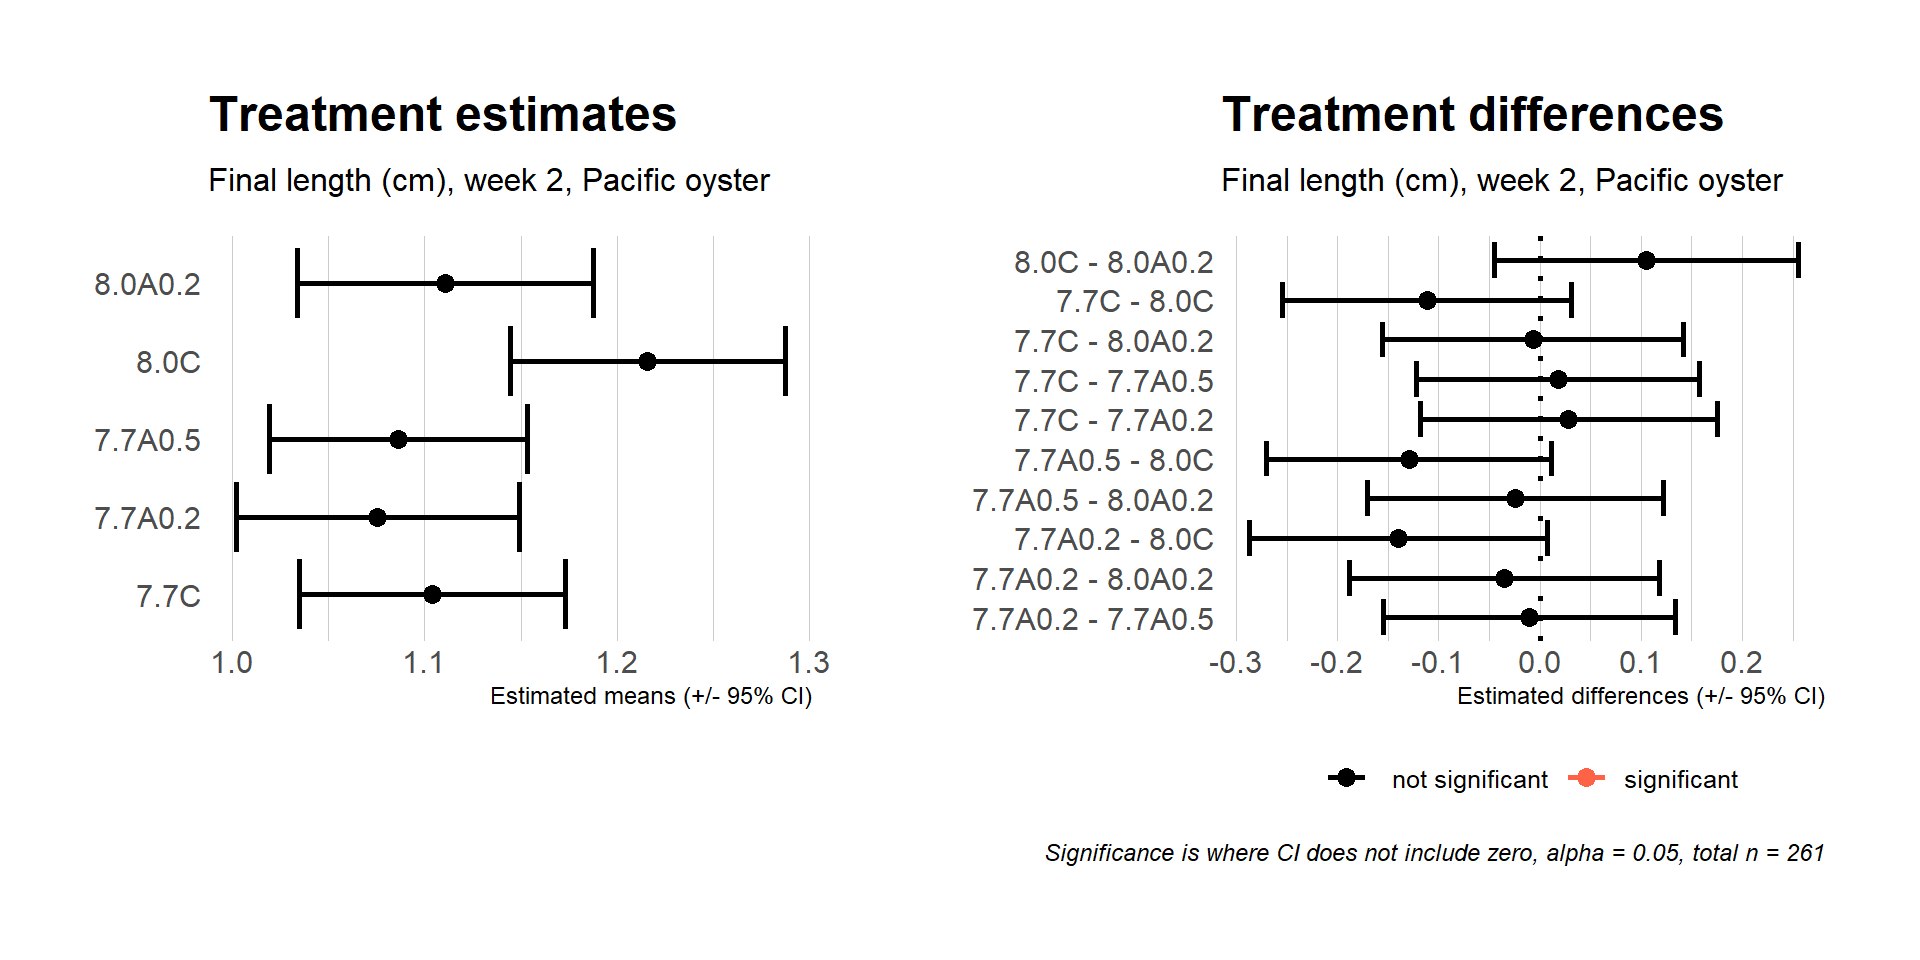 Treatment estimates
Final length (cm), week 2, Pacific oyster
8.0A0.2
8.0C
7.7A0.5
7.7A0.2
7.7C
1.0 1.1 1.2 1.3
Estimated means (+/- 95% CI)
Treatment differences
Final length (cm), week 2, Pacific oyster
8.0C - 8.0A0.2
7.7C - 8.0C
7.7C - 8.0A0.2
7.7C - 7.7A0.5
7.7C - 7.7A0.2
7.7A0.5 - 8.0C
7.7A0.5 - 8.0A0.2
7.7A0.2 - 8.0C
7.7A0.2 - 8.0A0.2
7.7A0.2 - 7.7A0.5
-0.3 -0.2 -0.1 0.0 0.1 0.2
Estimated differences (+/- 95% CI)
not significant significant
Significance is where CI does not include zero, alpha = 0.05, total n = 261